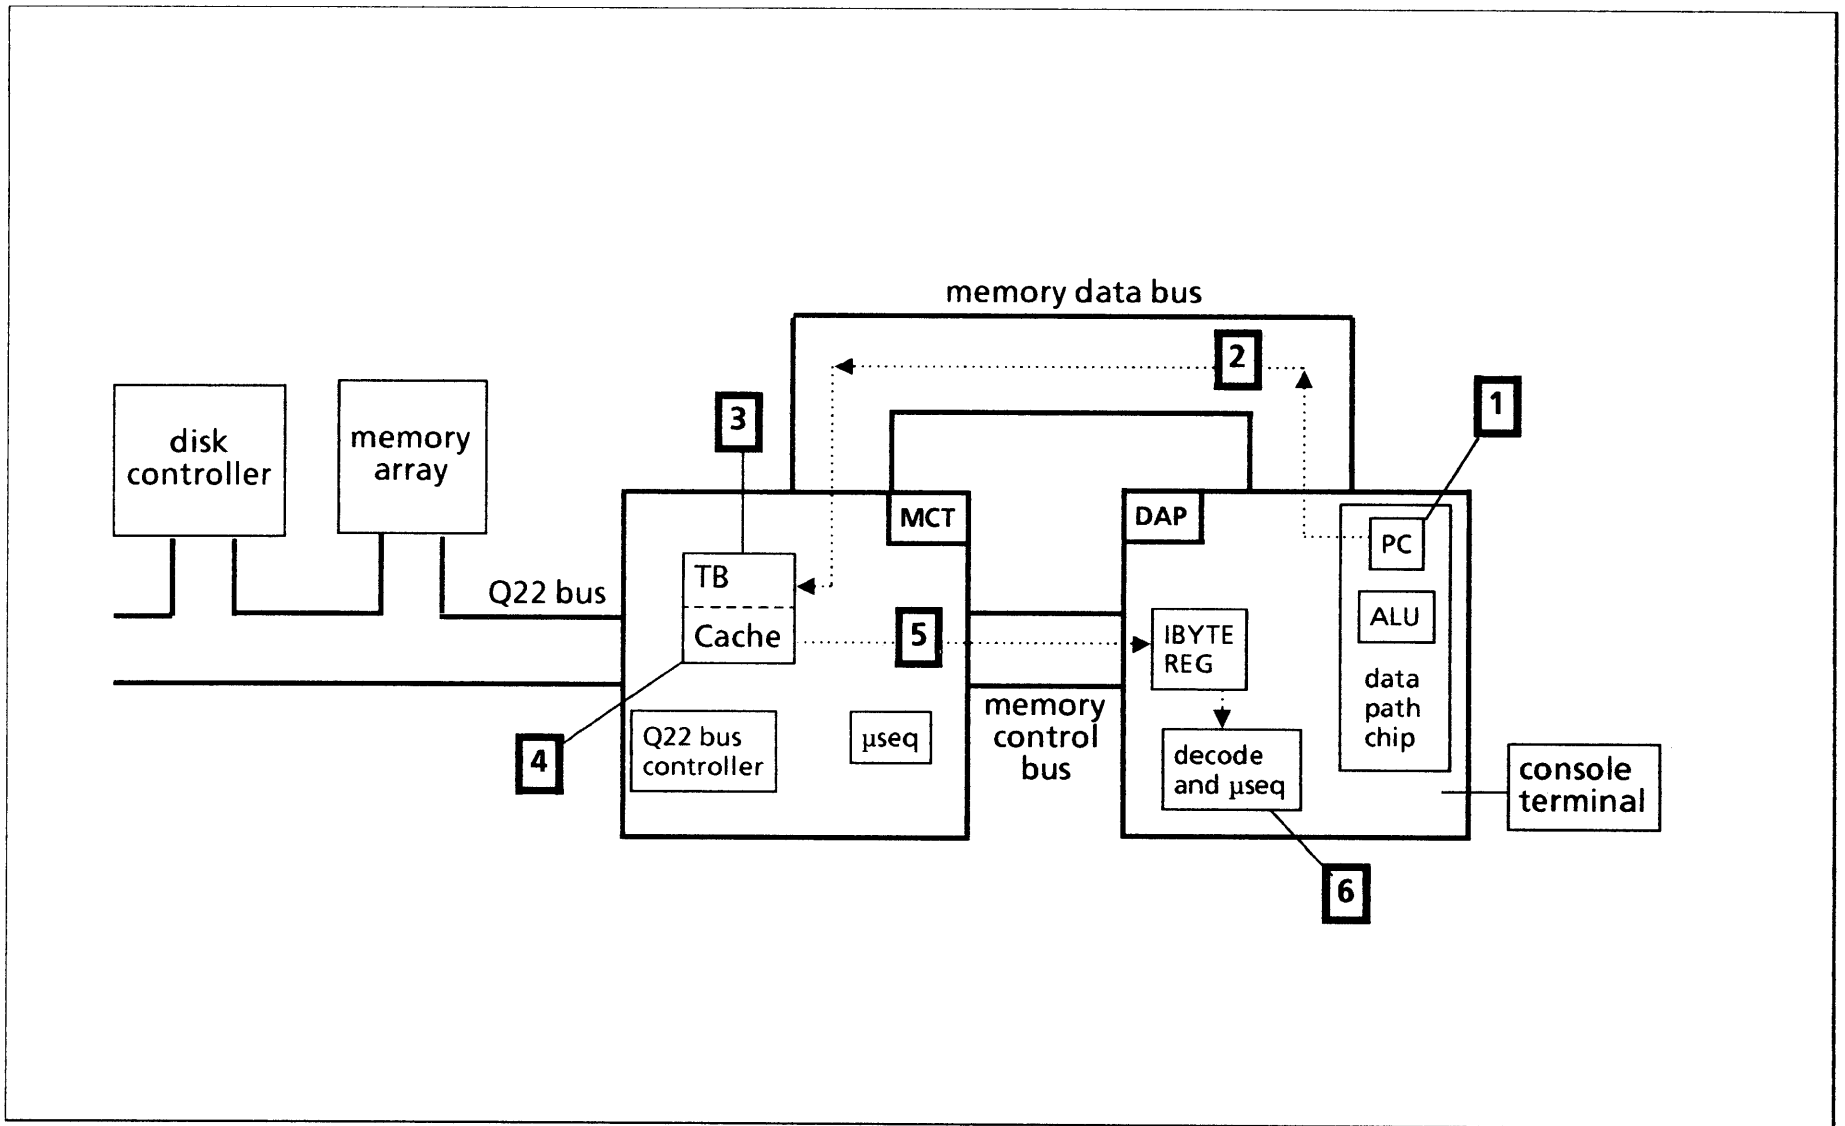 memory data bus
2
1
3
disk
controller
memory
array
MCT
DAP
PC
TB
Q22 bus
Cache
5
IBYTE
REG
ALU
data
path
chip
memory
control
bus
Q22 bus
controller
µseq
4
decode
and µseq
console
terminal
6